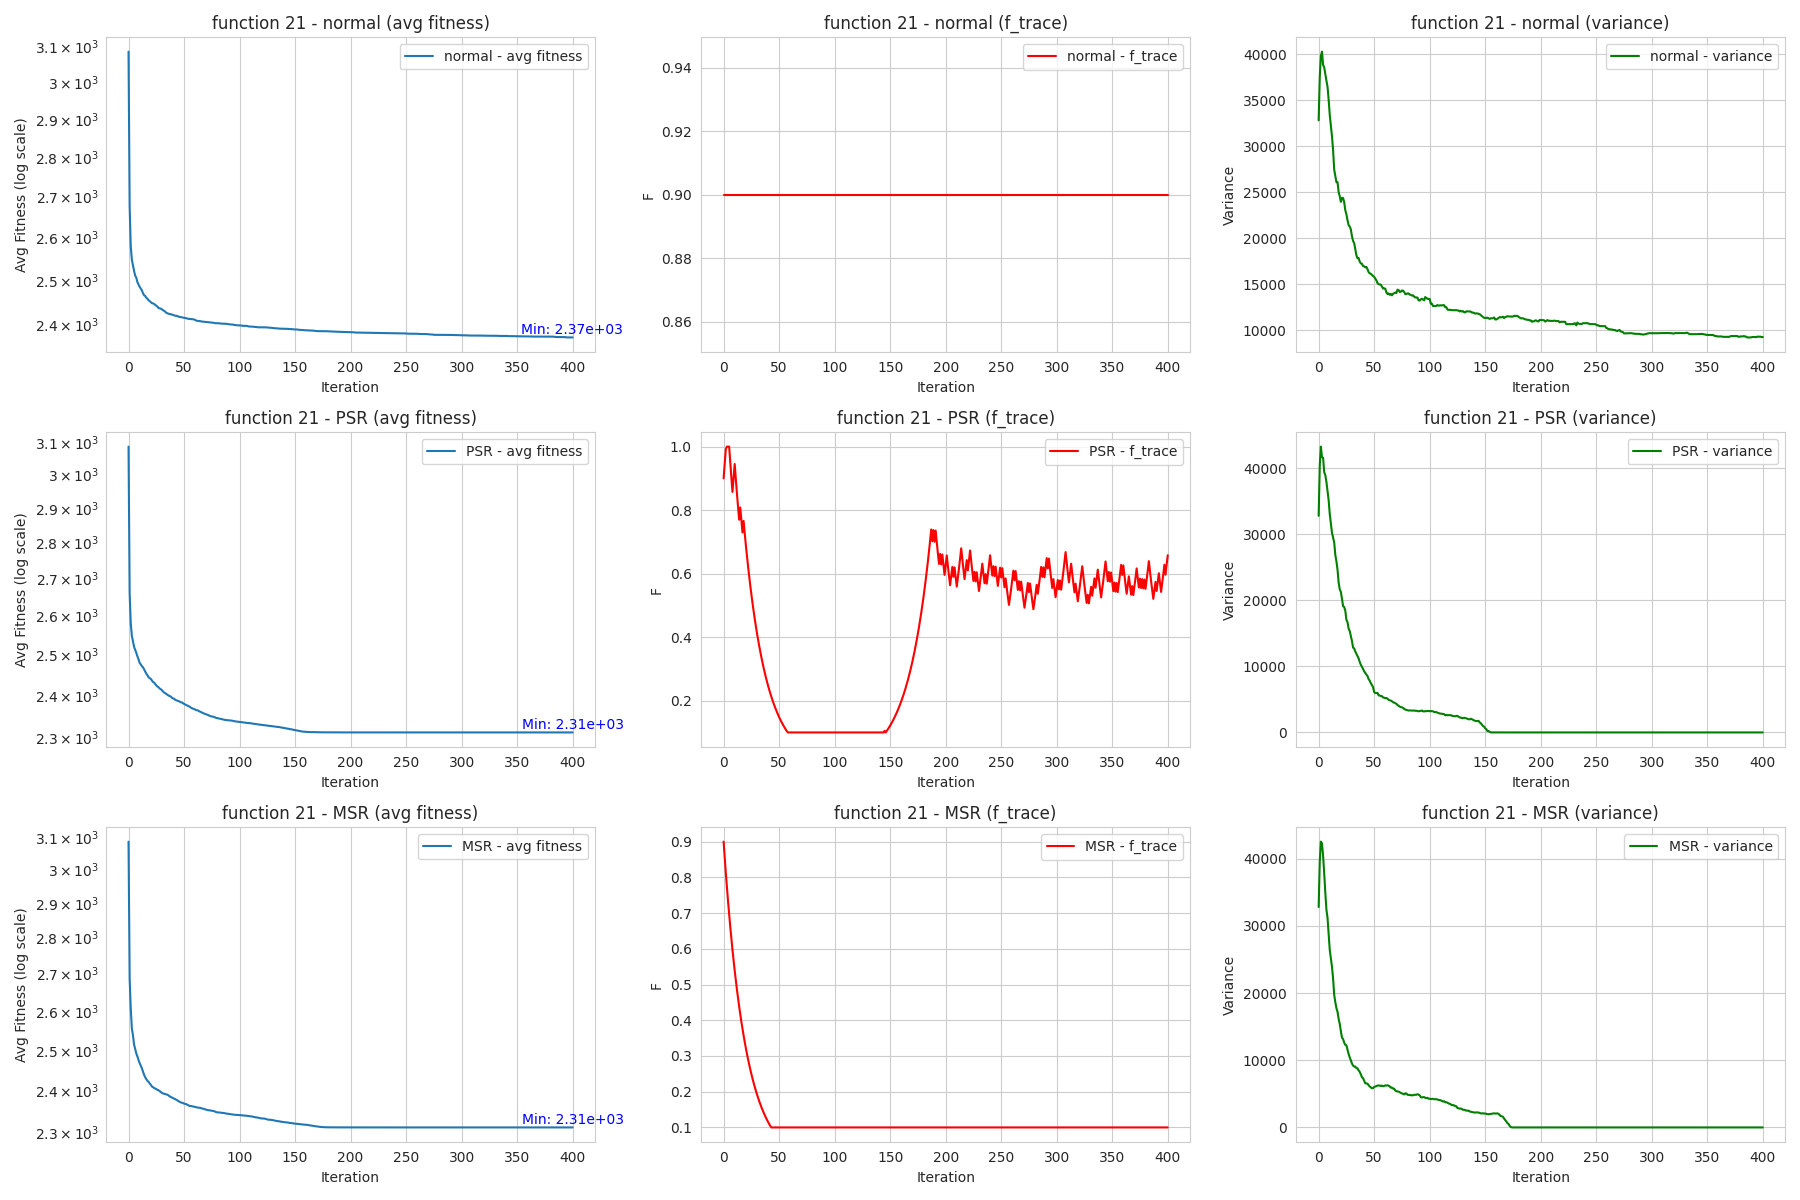 function 21 - normal (avg fitness)
3.1 × 10³
3 × 10³
2.9 × 10³
2.8 × 10³
2.7 × 10³
2.6 × 10³
2.5 × 10³
2.4 × 10³
Avg Fitness (log scale)
normal - avg fitness
Min: 2.37e+03
0 50 100 150 200 250 300 350 400
Iteration
function 21 - normal (f_trace)
0.94
0.92
0.90
0.88
0.86
F
normal - f_trace
0 50 100 150 200 250 300 350 400
Iteration
function 21 - normal (variance)
40000
35000
30000
25000
20000
15000
10000
Variance
normal - variance
0 50 100 150 200 250 300 350 400
Iteration
function 21 - PSR (avg fitness)
3.1 × 10³
3 × 10³
2.9 × 10³
2.8 × 10³
2.7 × 10³
2.6 × 10³
2.5 × 10³
2.4 × 10³
2.3 × 10³
Avg Fitness (log scale)
PSR - avg fitness
Min: 2.31e+03
0 50 100 150 200 250 300 350 400
Iteration
function 21 - PSR (f_trace)
1.0
0.8
0.6
0.4
0.2
F
PSR - f_trace
0 50 100 150 200 250 300 350 400
Iteration
function 21 - PSR (variance)
40000
30000
20000
10000
0
Variance
PSR - variance
0 50 100 150 200 250 300 350 400
Iteration
function 21 - MSR (avg fitness)
3.1 × 10³
3 × 10³
2.9 × 10³
2.8 × 10³
2.7 × 10³
2.6 × 10³
2.5 × 10³
2.4 × 10³
2.3 × 10³
Avg Fitness (log scale)
MSR - avg fitness
Min: 2.31e+03
0 50 100 150 200 250 300 350 400
Iteration
function 21 - MSR (f_trace)
0.9
0.8
0.7
0.6
0.5
0.4
0.3
0.2
0.1
F
MSR - f_trace
0 50 100 150 200 250 300 350 400
Iteration
function 21 - MSR (variance)
40000
30000
20000
10000
0
Variance
MSR - variance
0 50 100 150 200 250 300 350 400
Iteration